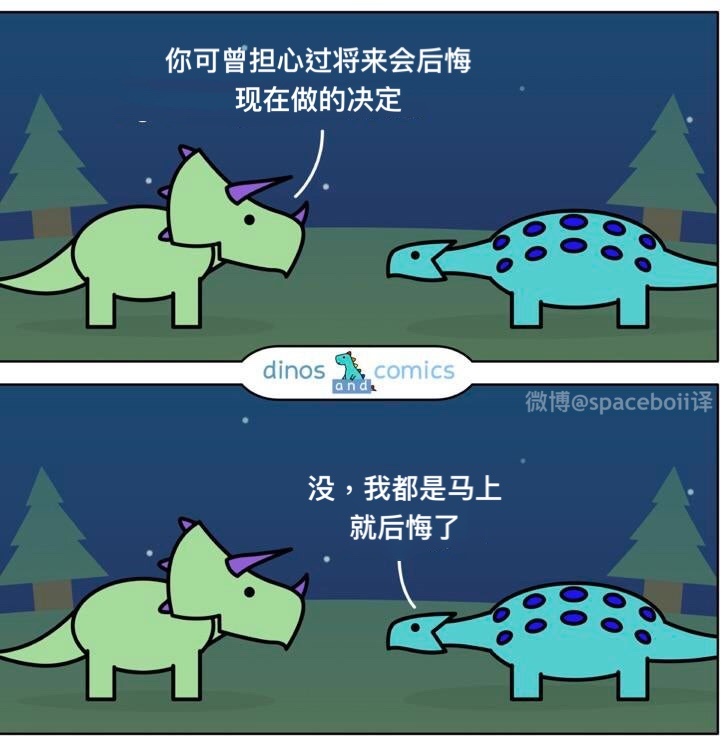 你可曾担心过将来会后悔
现在做的决定
dinos and comics
微博@spaceboii译
没，我都是马上
就后悔了